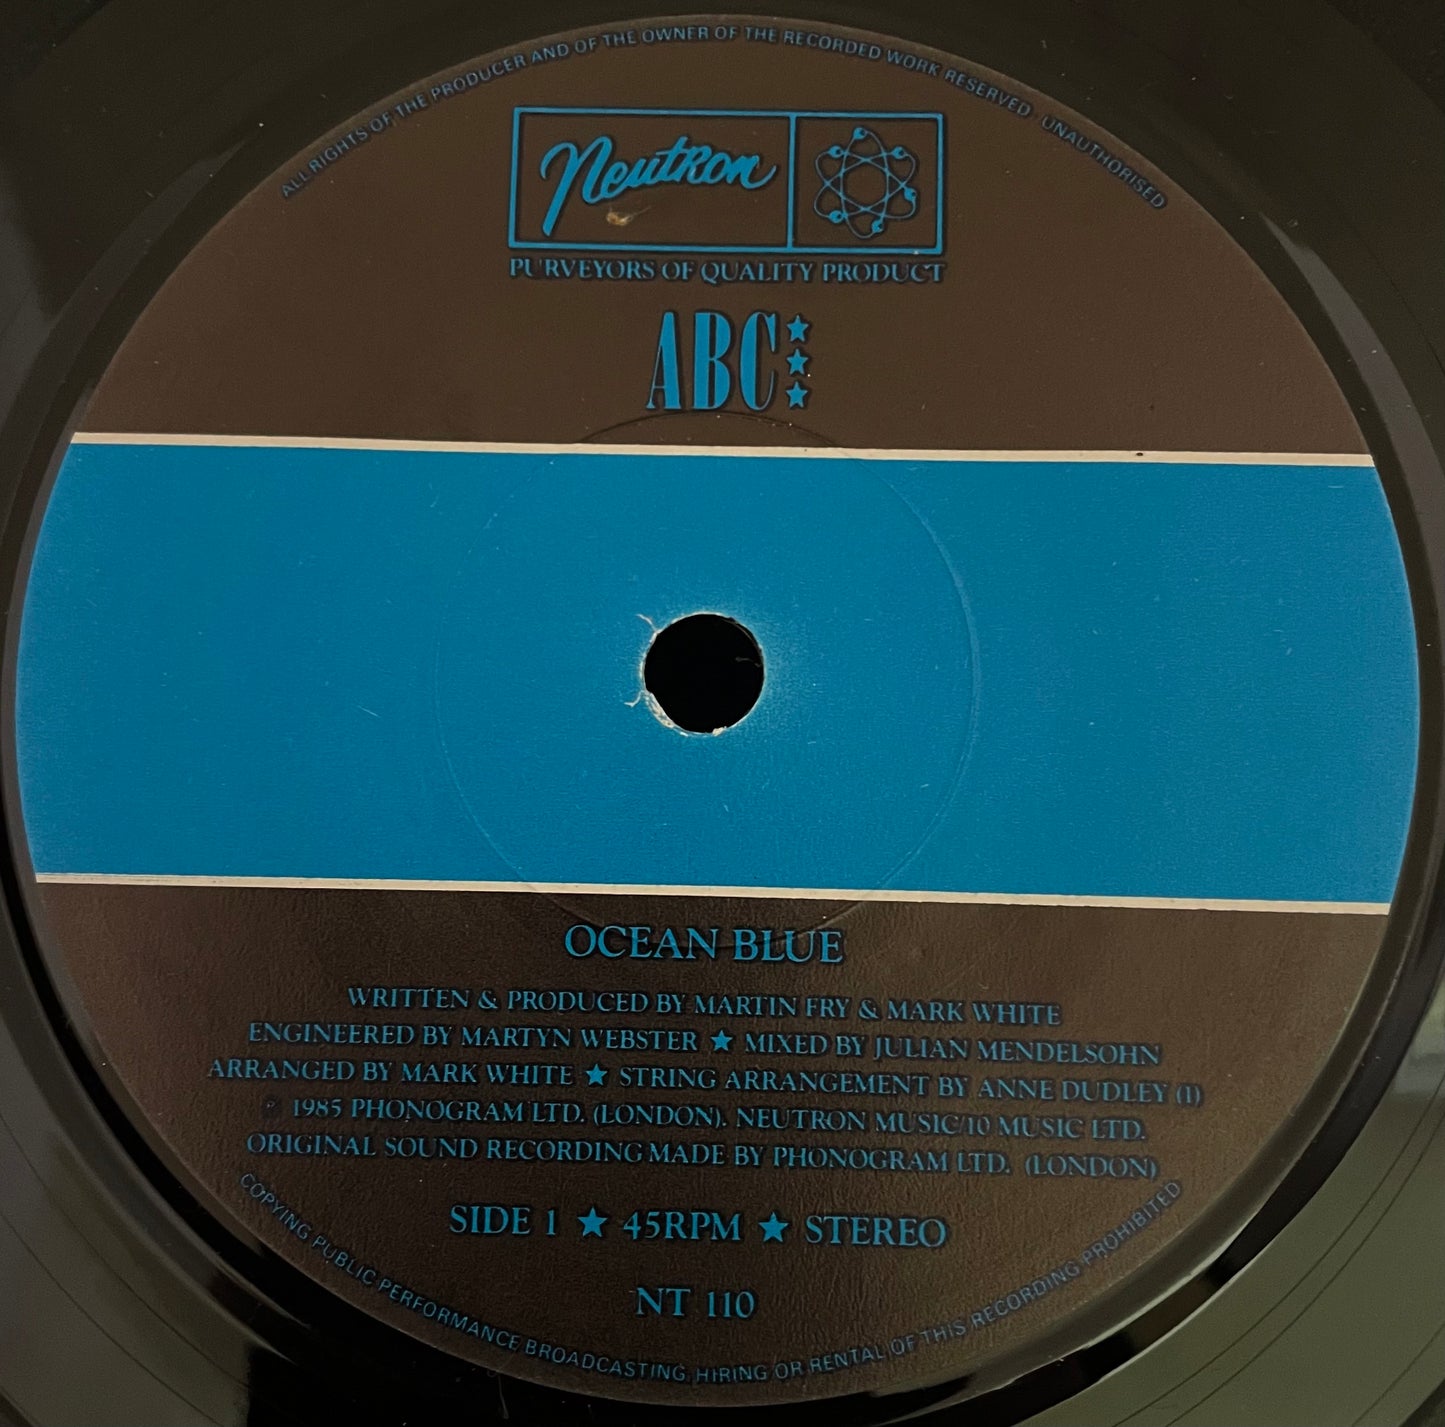 ALL RIGHTS OF THE PRODUCER AND OF THE OWNER OF THE RECORDED WORK RESERVED UNAUTHORISED
Neutron
PURVEYORS OF QUALITY PRODUCT
ABC
OCEAN BLUE
WRITTEN & PRODUCED BY MARTIN FRY & MARK WHITE
ENGINEERED BY MARTYN WEBSTER ★ MIXED BY JULIAN MENDELSOHN
ARRANGED BY MARK WHITE ★ STRING ARRANGEMENT BY ANNE DUDLEY (1)
℗ 1985 PHONOGRAM LTD. (LONDON). NEUTRON MUSIC/10 MUSIC LTD.
ORIGINAL SOUND RECORDING MADE BY PHONOGRAM LTD. (LONDON)
SIDE 1 ★ 45RPM ★ STEREO
NT 110
COPYING PUBLIC PERFORMANCE BROADCASTING HIRING OR RENTAL OF THIS RECORDING PROHIBITED